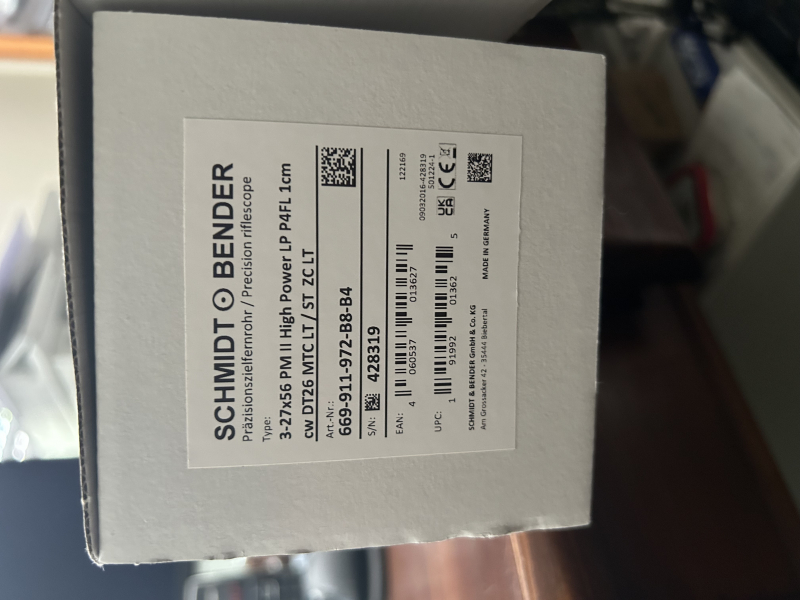 SCHMIDT BENDER
Präzisionszielfernrohr / Precision riflescope
Type:
3-27x56 PM II High Power LP P4FL 1cm
cw DT26 MTC LT / ST ZC LT
Art.-Nr.:
669-911-972-B8-B4
S/N: 428319
EAN:
4 060537 013627
122169
UPC:
1 91992 01362 5
09032016-428319
S01224-1
UK CA CE
SCHMIDT & BENDER GmbH & Co. KG
Am Grossacker 42 - 35444 Biebertal
MADE IN GERMANY